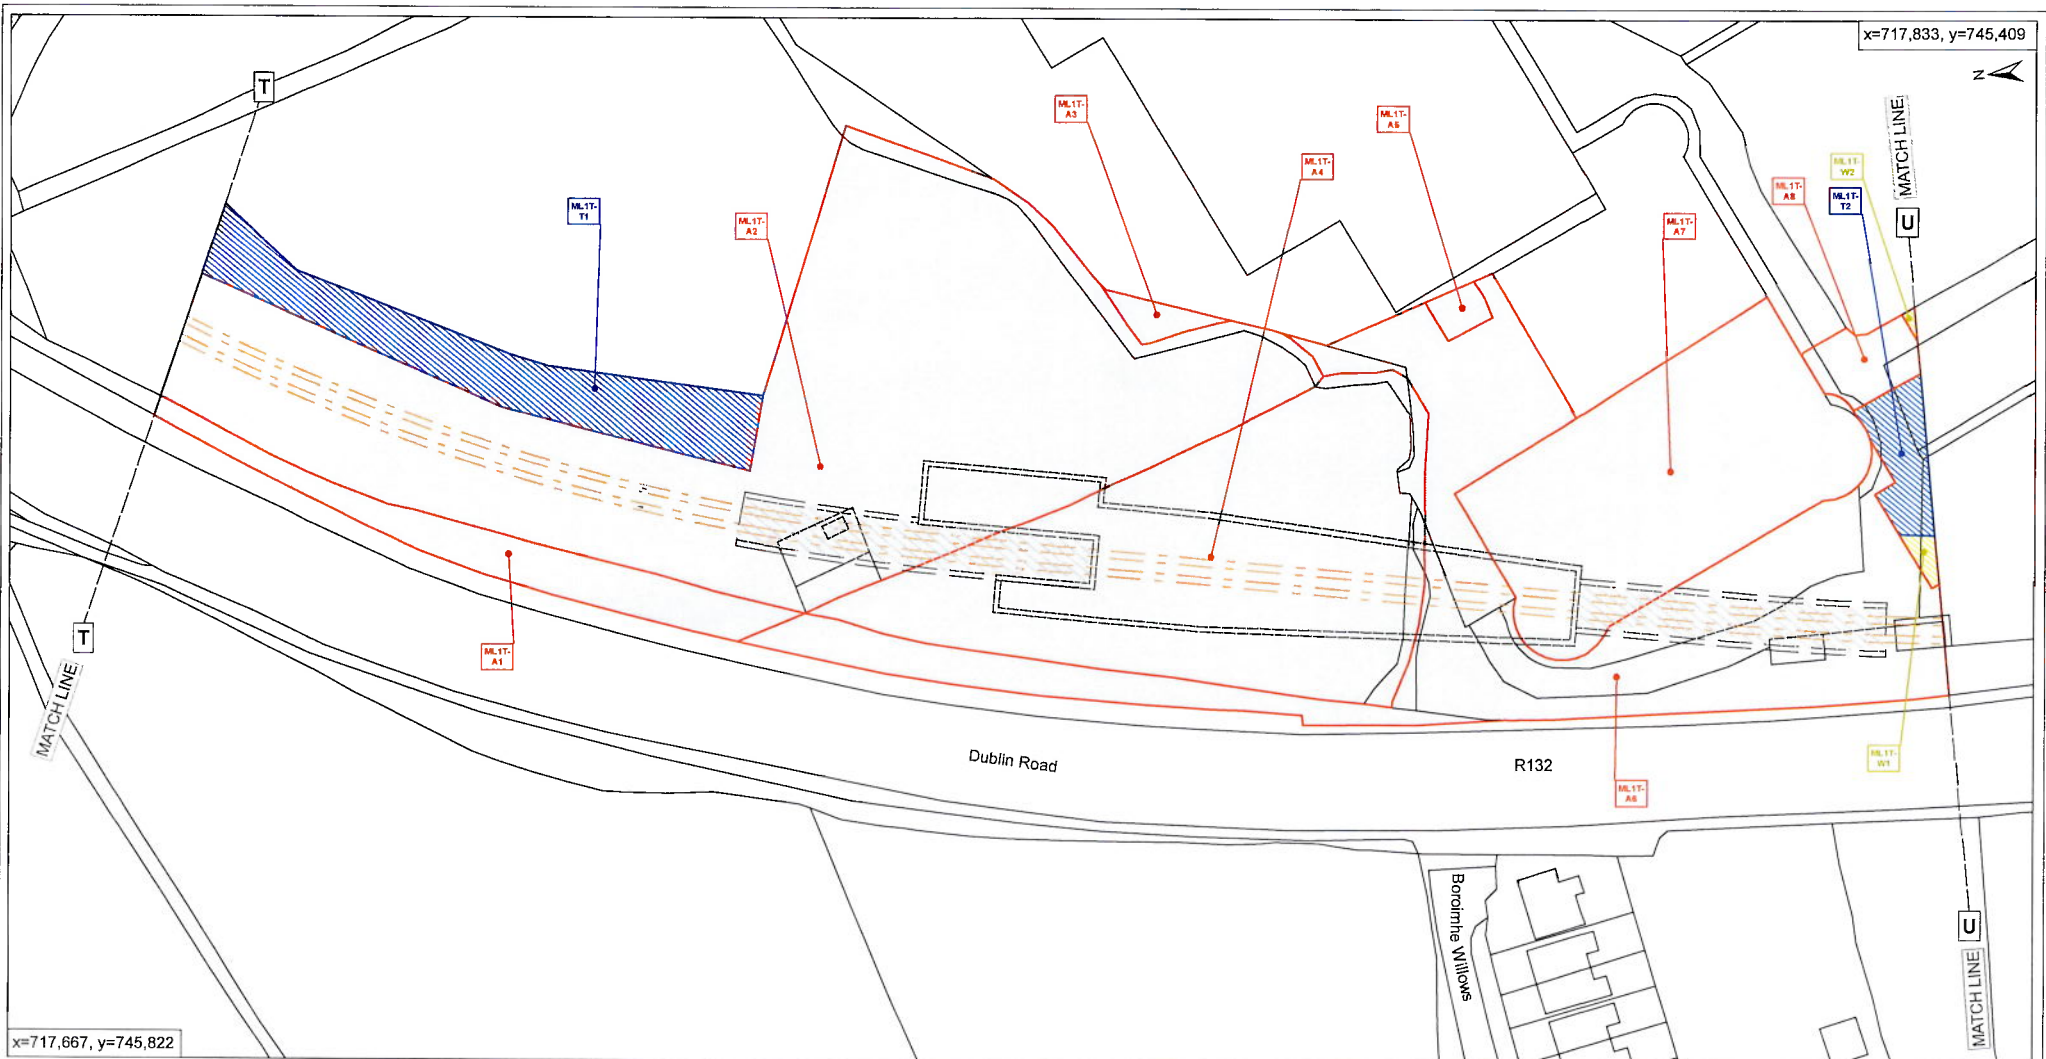 x=717,833, y=745,409
N
T
MATCH LINE
ML1T-
A3
ML1T-
A5
ML1T-
A4
ML1T-
W2
ML1T-
A8
ML1T-
T2
ML1T-
T1
ML1T-
A2
ML1T-
A7
U
T
MATCH LINE
ML1T-
A1
Dublin Road
R132
ML1T-
W1
ML1T-
A6
Boroimhe Willows
U
MATCH LINE
x=717,667, y=745,822